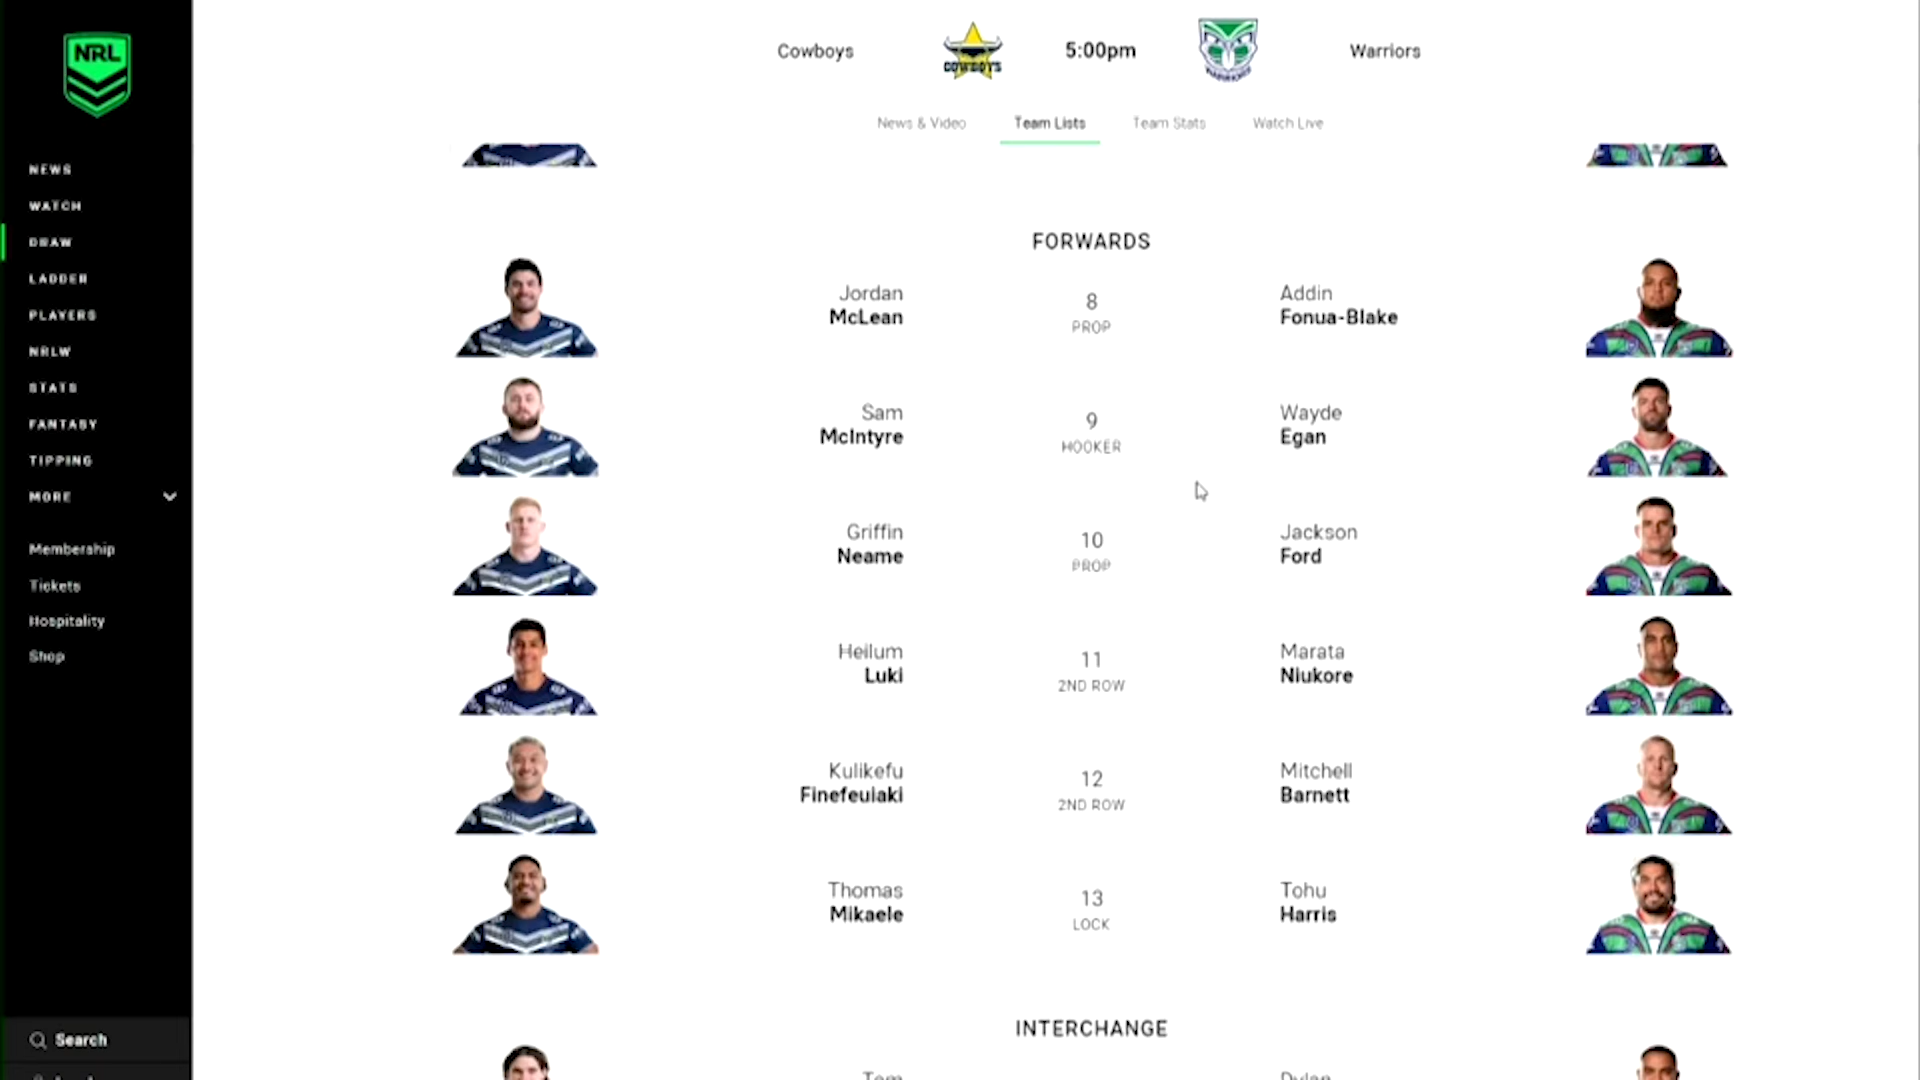 NRL
NEWS
WATCH
DRAW
LADDER
PLAYERS
NRLW
STATS
FANTASY
TIPPING
MORE
Membership
Tickets
Hospitality
Shop
Search
Cowboys
COWBOYS
5:00pm
WARRIORS
Warriors
News & Video
Team Lists
Team Stats
Watch Live
FORWARDS
Jordan
McLean
8
PROP
Addin
Fonua-Blake
Sam
McIntyre
9
HOOKER
Wayde
Egan
Griffin
Neame
10
PROP
Jackson
Ford
Heilum
Luki
11
2ND ROW
Marata
Niukore
Kulikefu
Finefeuiaki
12
2ND ROW
Mitchell
Barnett
Thomas
Mikaele
13
LOCK
Tohu
Harris
INTERCHANGE
Tom
Dylan